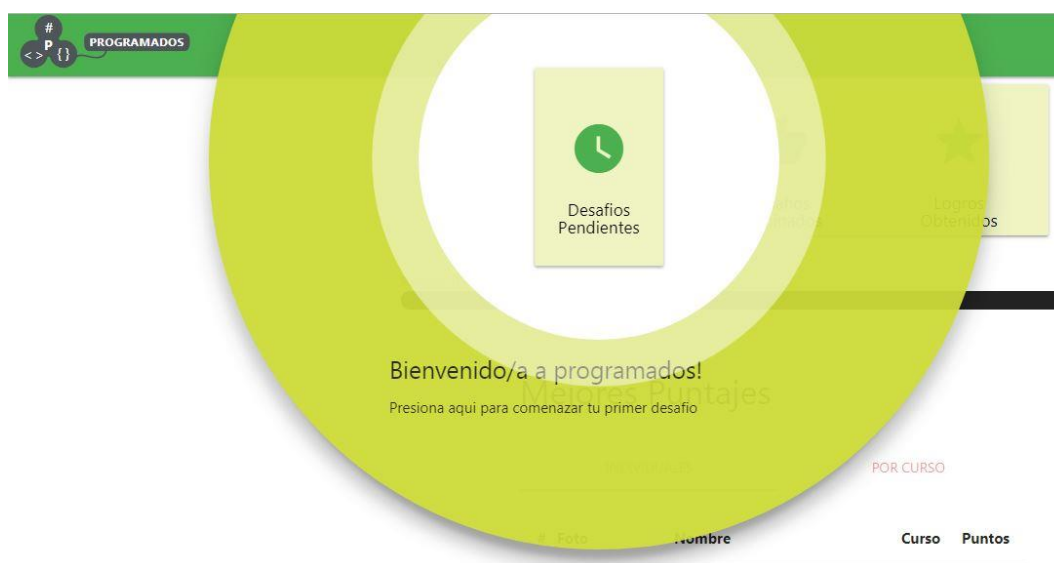 #
P
< >
{ }
PROGRAMADOS
Desafios
Pendientes
Logros
Obtenidos
Bienvenido/a a programados!
Mejores Puntajes
Presiona aqui para comenazar tu primer desafio
POR CURSO
# Foto Nombre Curso Puntos